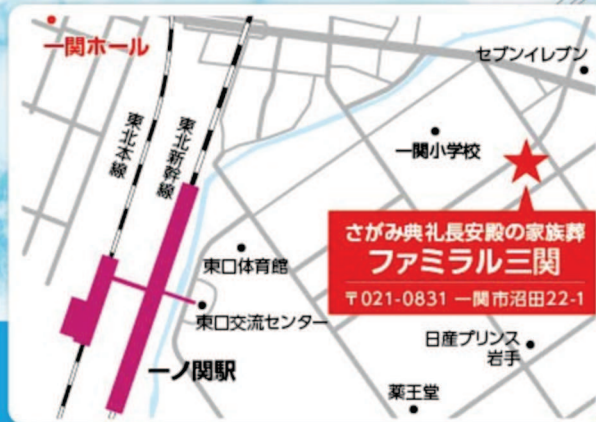 一関ホール
セブンイレブン
東北本線
東北新幹線
一関小学校
さがみ典礼長安殿の家族葬
ファミラル三関
〒021-0831 一関市沼田22-1
東口体育館
東口交流センター
日産プリンス
岩手
一ノ関駅
薬王堂